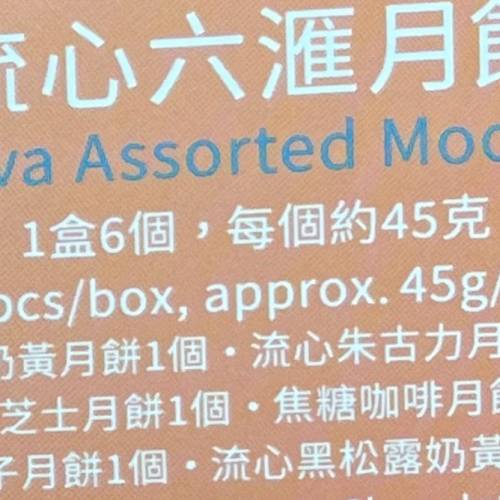 流心六滙月餅
va Assorted Moo
1盒6個，每個約45克
pcs/box, approx. 45g/
奶黃月餅1個・流心朱古力月
芝士月餅1個・焦糖咖啡月餅
子月餅1個・流心黑松露奶黃